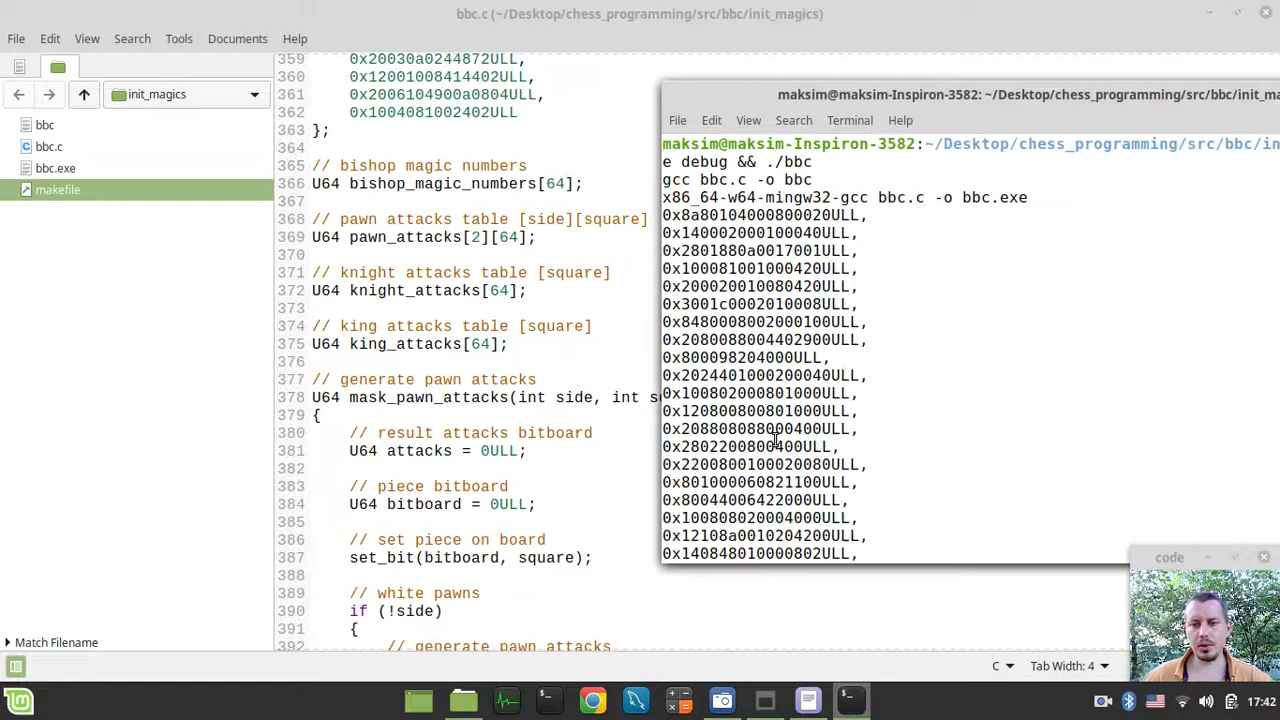 bbc.c (~/Desktop/chess_programming/src/bbc/init_magics)
File Edit View Search Tools Documents Help
init_magics
bbc
bbc.c
bbc.exe
makefile
Match Filename
359 0x20030a0244872ULL,
360 0x12001008414402ULL,
361 0x2006104900a0804ULL,
362 0x1004081002402ULL
363 };
364
365 // bishop magic numbers
366 U64 bishop_magic_numbers[64];
367
368 // pawn attacks table [side][square]
369 U64 pawn_attacks[2][64];
370
371 // knight attacks table [square]
372 U64 knight_attacks[64];
373
374 // king attacks table [square]
375 U64 king_attacks[64];
376
377 // generate pawn attacks
378 U64 mask_pawn_attacks(int side, int s
379 {
380 // result attacks bitboard
381 U64 attacks = 0ULL;
382
383 // piece bitboard
384 U64 bitboard = 0ULL;
385
386 // set piece on board
387 set_bit(bitboard, square);
388
389 // white pawns
390 if (!side)
391 {
392 // generate pawn attacks
maksim@maksim-Inspiron-3582: ~/Desktop/chess_programming/src/bbc/init_ma
File Edit View Search Terminal Help
maksim@maksim-Inspiron-3582:~/Desktop/chess_programming/src/bbc/in
e debug && ./bbc
gcc bbc.c -o bbc
x86_64-w64-mingw32-gcc bbc.c -o bbc.exe
0x8a80104000800020ULL,
0x140002000100040ULL,
0x2801880a0017001ULL,
0x100081001000420ULL,
0x200020010080420ULL,
0x3001c0002010008ULL,
0x8480008002000100ULL,
0x2080088004402900ULL,
0x800098204000ULL,
0x2024401000200040ULL,
0x100802000801000ULL,
0x120800800801000ULL,
0x208808088000400ULL,
0x2802200800400ULL,
0x2200800100020080ULL,
0x801000060821100ULL,
0x80044006422000ULL,
0x100808020004000ULL,
0x12108a0010204200ULL,
0x140848010000802ULL,
code
C Tab Width: 4
17:42